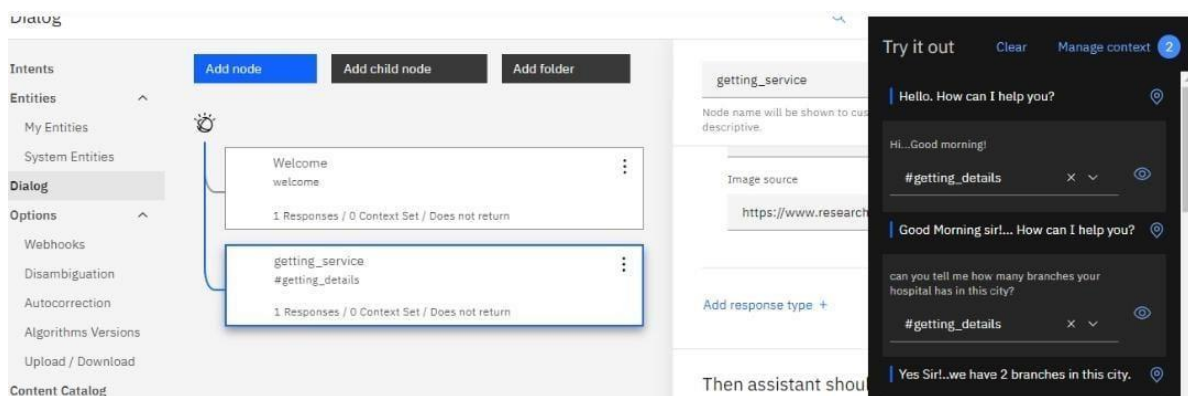 Dialog
Intents
Entities
My Entities
System Entities
Dialog
Options
Webhooks
Disambiguation
Autocorrection
Algorithms Versions
Upload / Download
Content Catalog
Add node
Add child node
Add folder
Welcome
welcome
1 Responses / 0 Context Set / Does not return
getting_service
#getting_details
1 Responses / 0 Context Set / Does not return
getting_service
Node name will be shown to cus
descriptive.
Image source
https://www.research
Add response type +
Then assistant shoul
Try it out
Clear
Manage context 2
Hello. How can I help you?
Hi...Good morning!
#getting_details
Good Morning sir!... How can I help you?
can you tell me how many branches your
hospital has in this city?
#getting_details
Yes Sir!..we have 2 branches in this city.